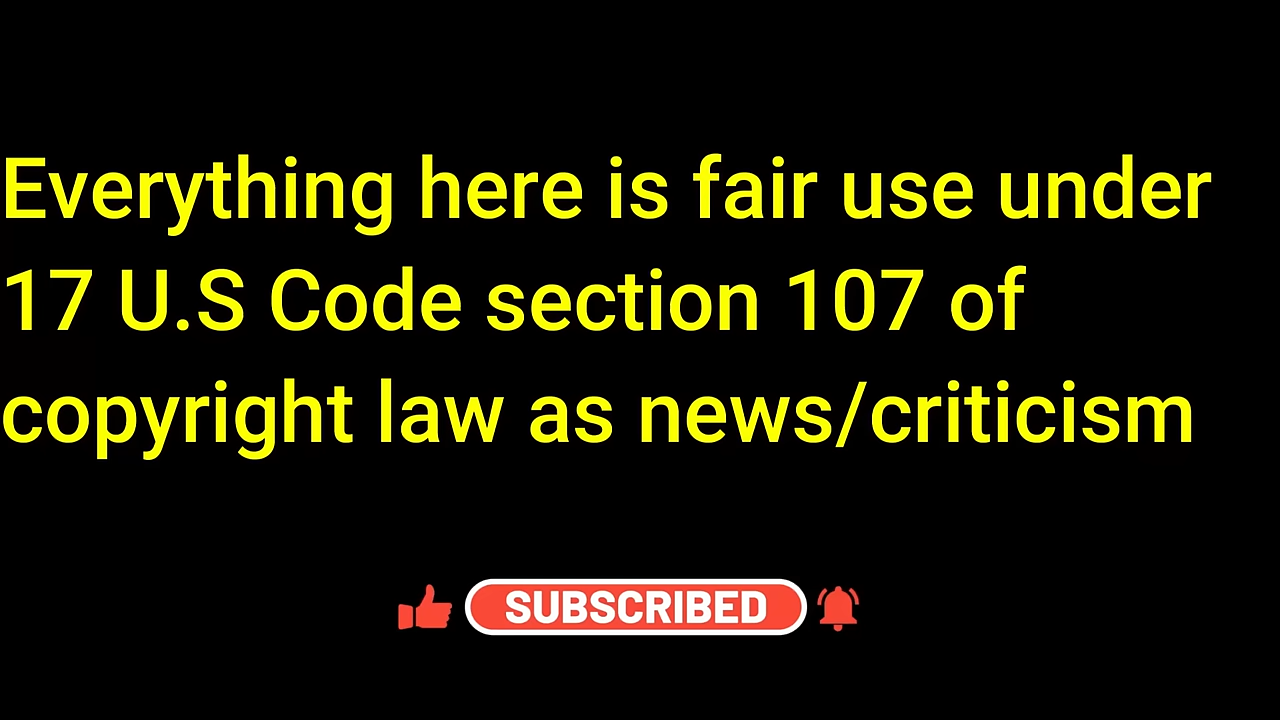 Everything here is fair use under
17 U.S Code section 107 of
copyright law as news/criticism
SUBSCRIBED